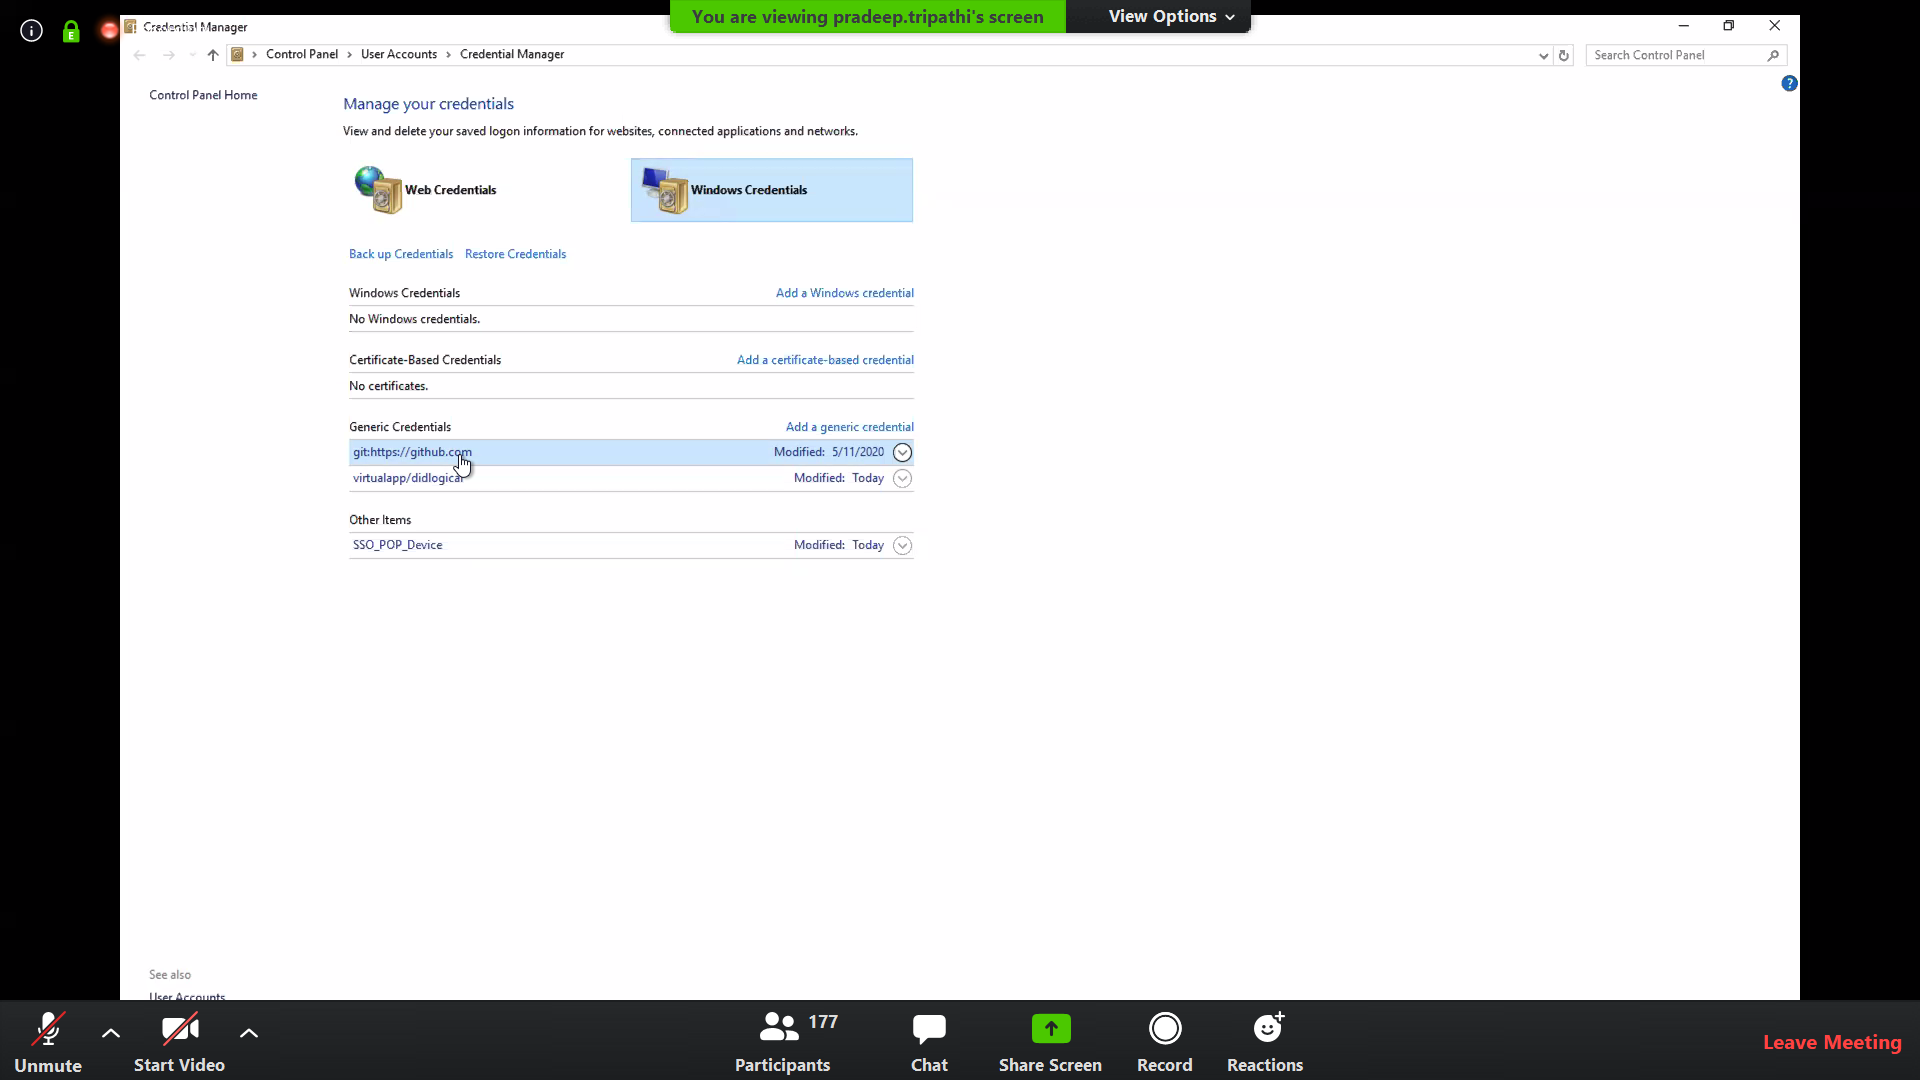 You are viewing pradeep.tripathi's screen
View Options
Credential Manager
Control Panel > User Accounts > Credential Manager
Search Control Panel
Control Panel Home
Manage your credentials
View and delete your saved logon information for websites, connected applications and networks.
Web Credentials
Windows Credentials
Back up Credentials Restore Credentials
Windows Credentials Add a Windows credential
No Windows credentials.
Certificate-Based Credentials Add a certificate-based credential
No certificates.
Generic Credentials Add a generic credential
git:https://github.com Modified: 5/11/2020
virtualapp/didlogical Modified: Today
Other Items
SSO_POP_Device Modified: Today
See also
User Accounts
Unmute
Start Video
177
Participants
Chat
Share Screen
Record
Reactions
Leave Meeting